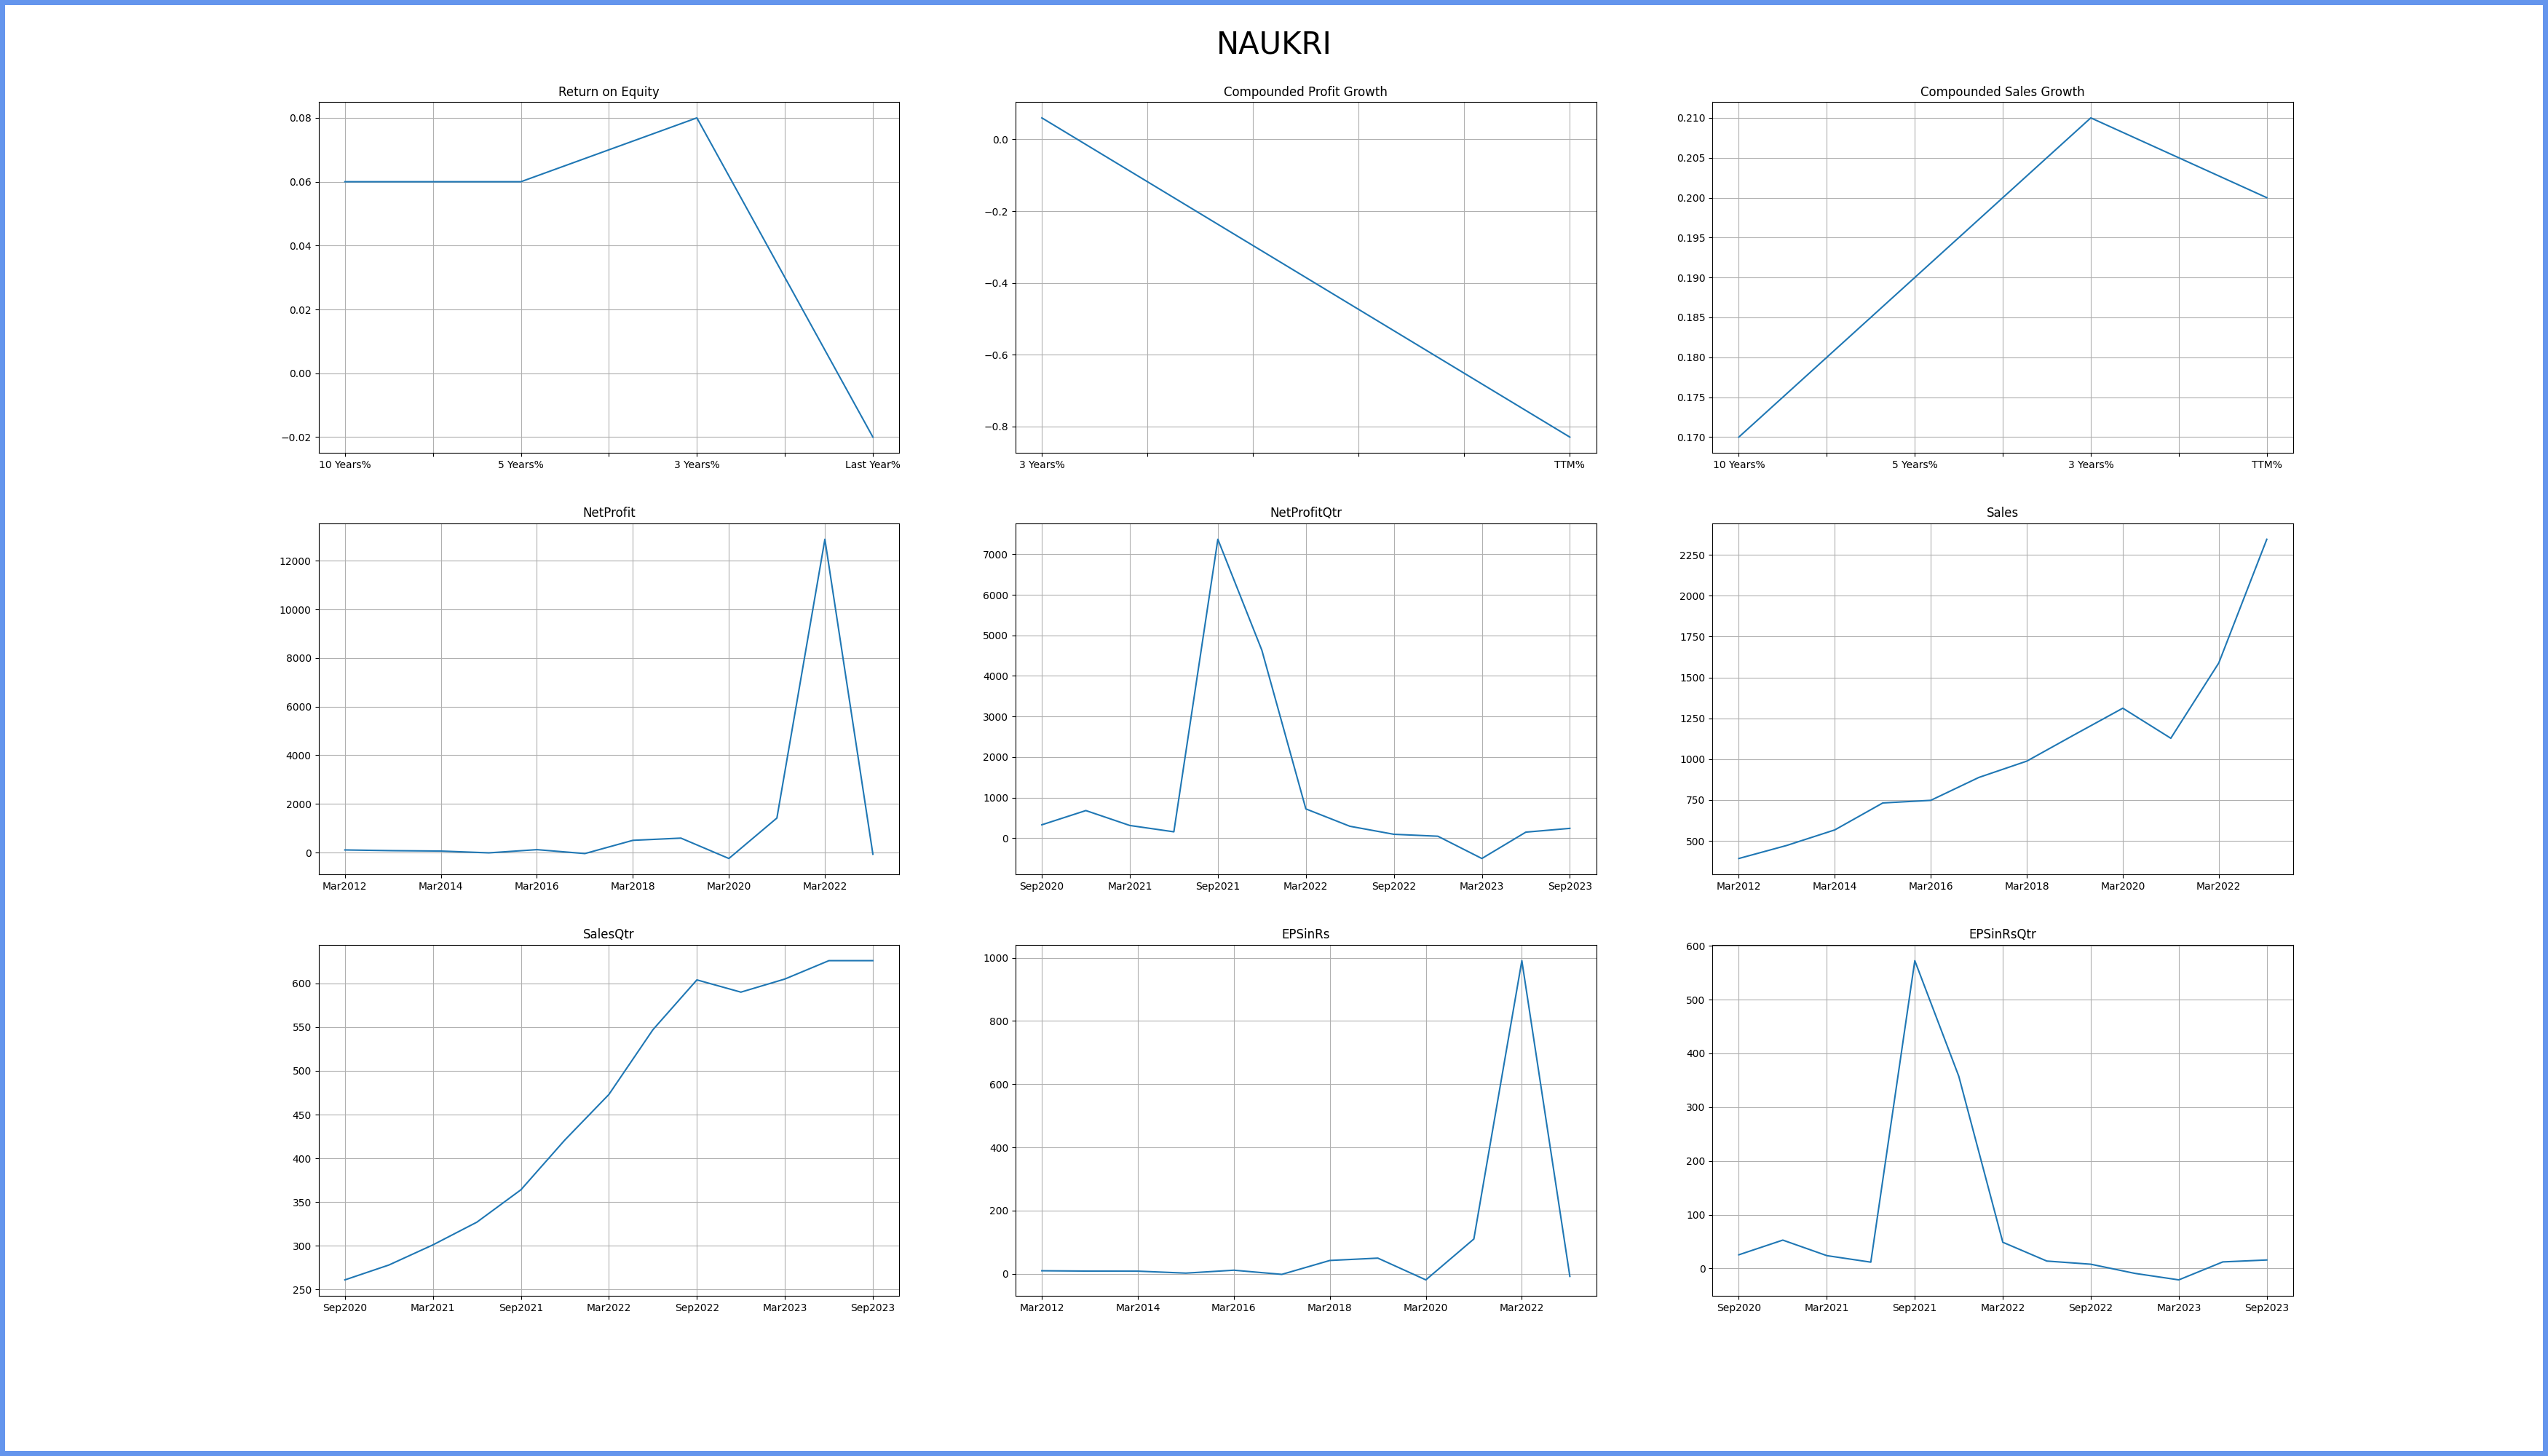 NAUKRI
Return on Equity
0.08
0.06
0.04
0.02
0.00
−0.02
10 Years%
5 Years%
3 Years%
Last Year%
Compounded Profit Growth
0.0
−0.2
−0.4
−0.6
−0.8
3 Years%
TTM%
Compounded Sales Growth
0.210
0.205
0.200
0.195
0.190
0.185
0.180
0.175
0.170
10 Years%
5 Years%
3 Years%
TTM%
NetProfit
12000
10000
8000
6000
4000
2000
0
Mar2012
Mar2014
Mar2016
Mar2018
Mar2020
Mar2022
NetProfitQtr
7000
6000
5000
4000
3000
2000
1000
0
Sep2020
Mar2021
Sep2021
Mar2022
Sep2022
Mar2023
Sep2023
Sales
2250
2000
1750
1500
1250
1000
750
500
Mar2012
Mar2014
Mar2016
Mar2018
Mar2020
Mar2022
SalesQtr
600
550
500
450
400
350
300
250
Sep2020
Mar2021
Sep2021
Mar2022
Sep2022
Mar2023
Sep2023
EPSinRs
1000
800
600
400
200
0
Mar2012
Mar2014
Mar2016
Mar2018
Mar2020
Mar2022
EPSinRsQtr
600
500
400
300
200
100
0
Sep2020
Mar2021
Sep2021
Mar2022
Sep2022
Mar2023
Sep2023